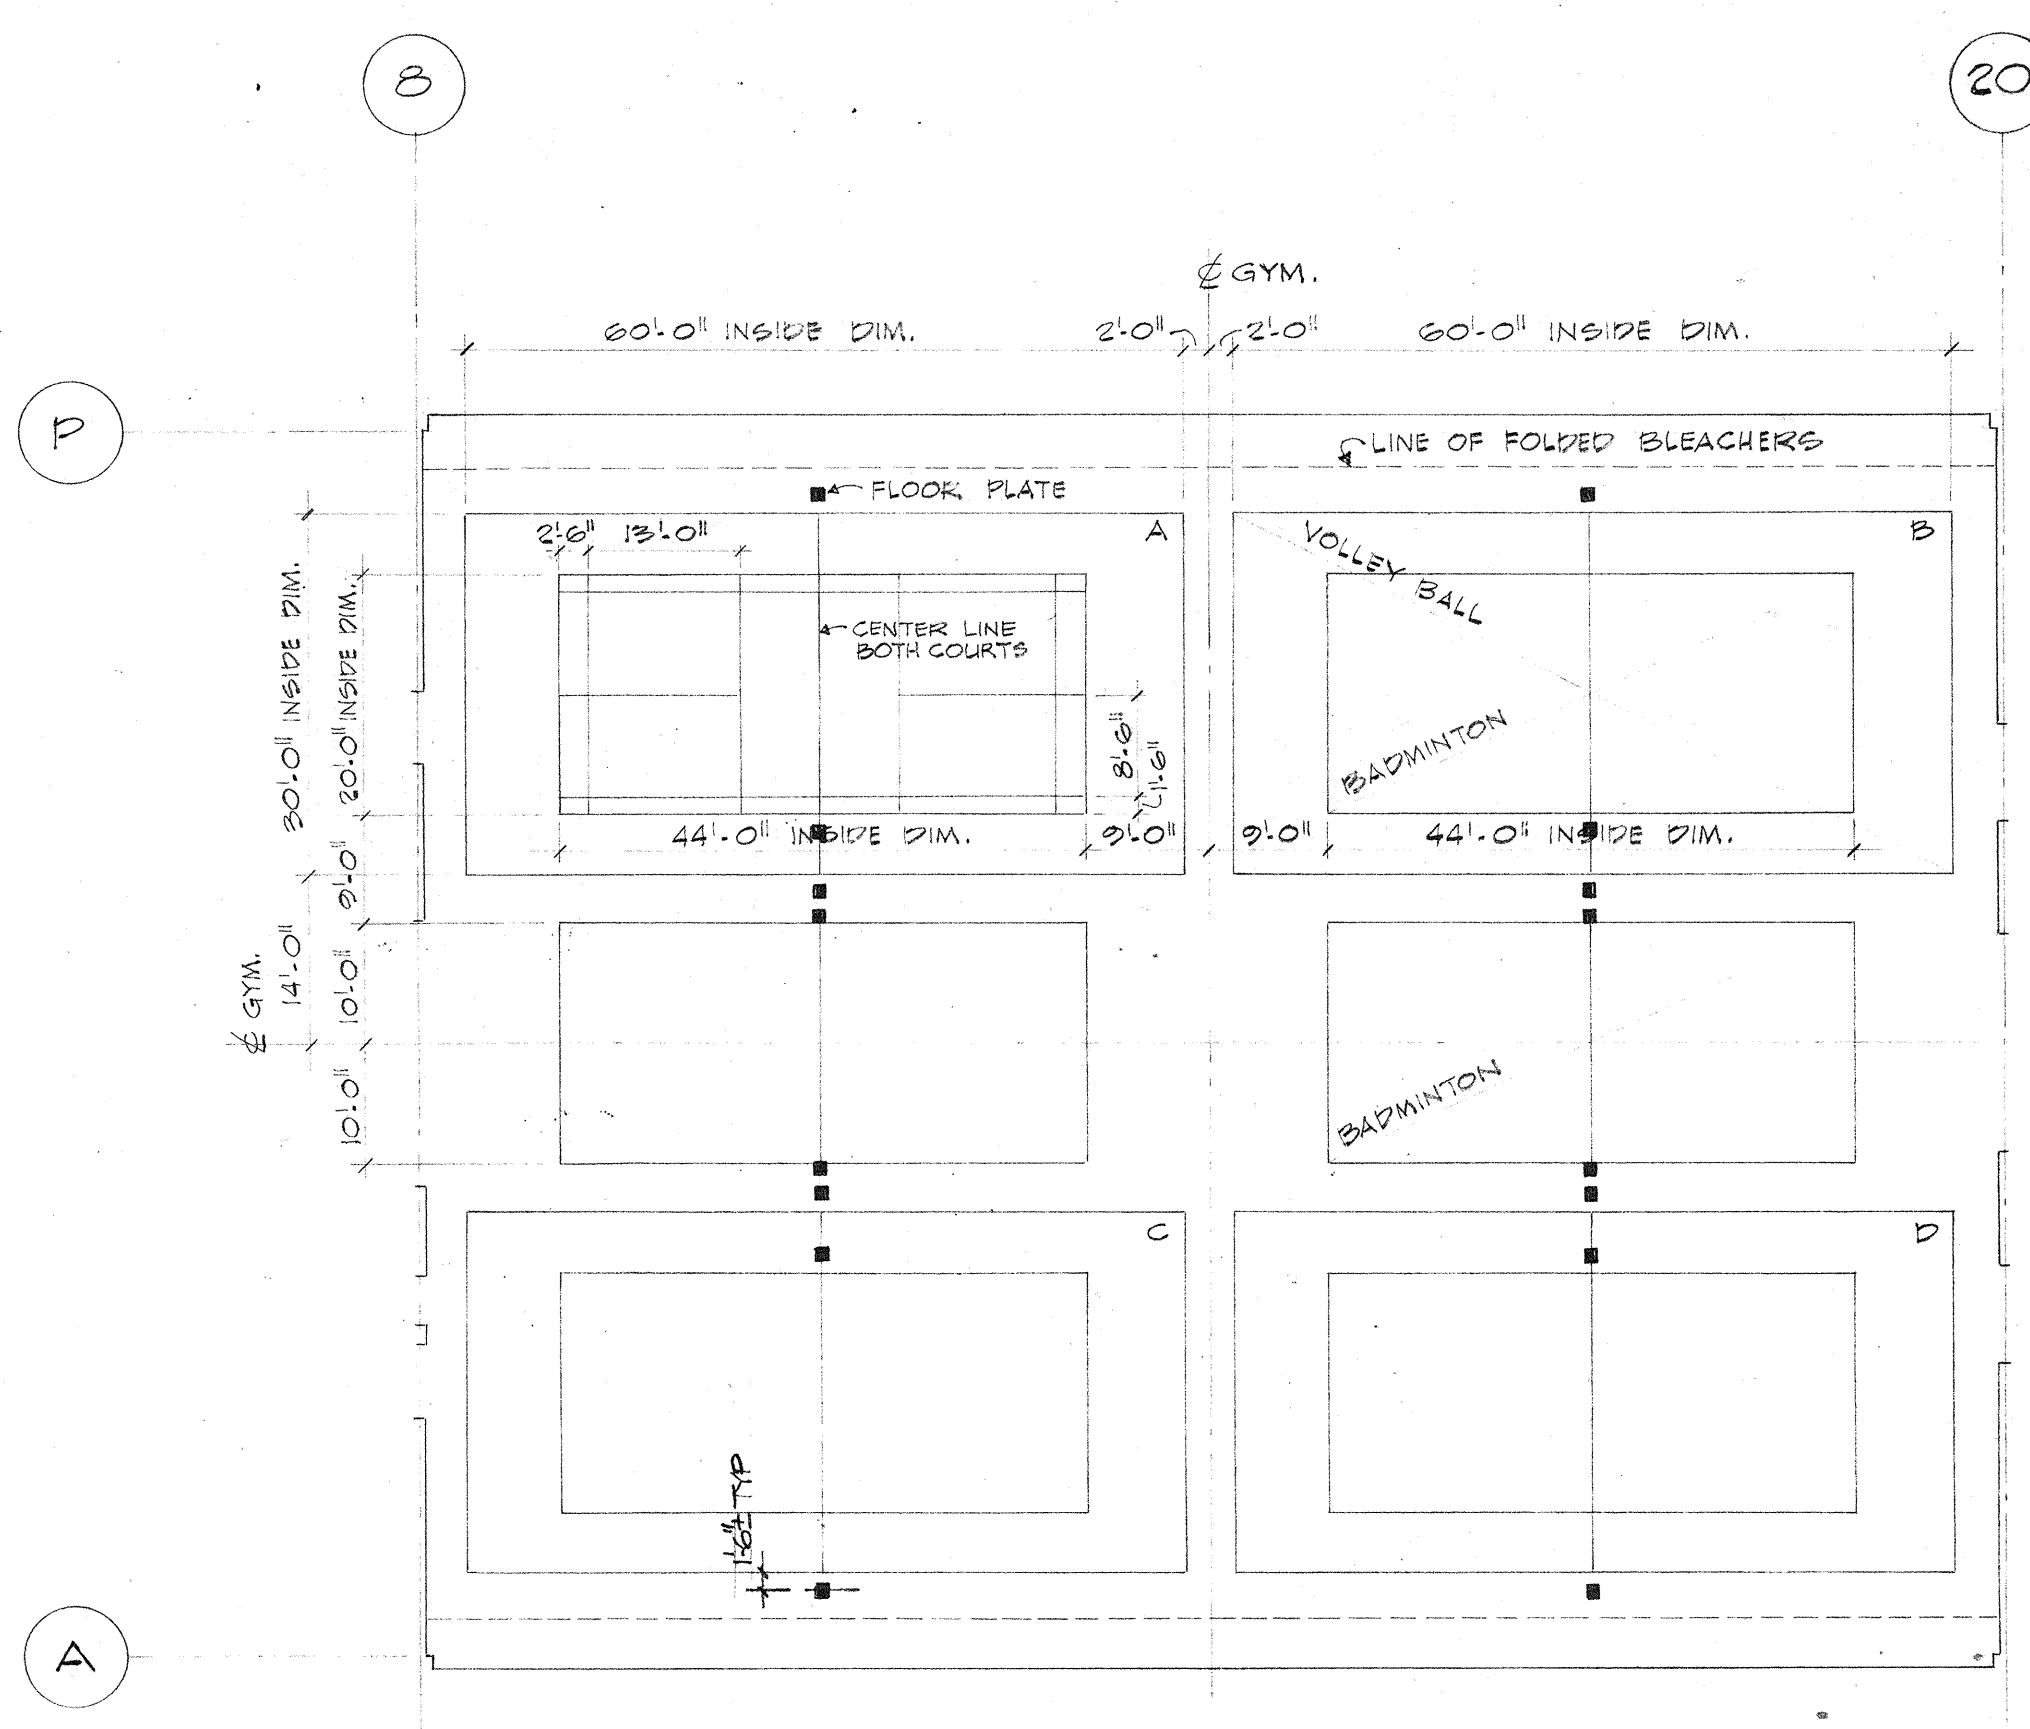 8
20
℄ GYM.
60'-0" INSIDE DIM.
2'-0"
2'-0"
60'-0" INSIDE DIM.
P
LINE OF FOLDED BLEACHERS
FLOOR PLATE
2'-6"
13'-0"
A
VOLLEY BALL
B
30'-0" INSIDE DIM.
20'-0" INSIDE DIM.
CENTER LINE
BOTH COURTS
8'-6"
1'-6"
BADMINTON
44'-0" INSIDE DIM.
9'-0"
9'-0"
44'-0" INSIDE DIM.
9'-0"
℄ GYM.
14'-0"
10'-0"
10'-0"
BADMINTON
C
D
1'-6"± TYP
A